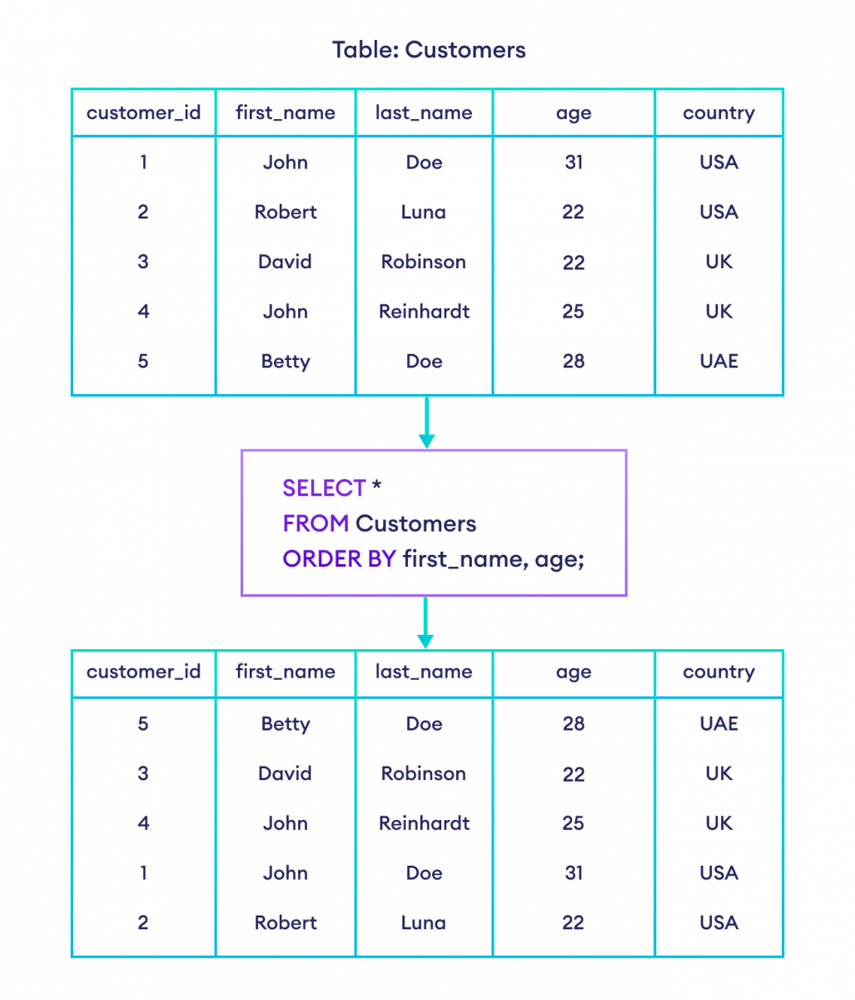 Table: Customers
customer_id first_name last_name age country
1 John Doe 31 USA
2 Robert Luna 22 USA
3 David Robinson 22 UK
4 John Reinhardt 25 UK
5 Betty Doe 28 UAE
SELECT *
FROM Customers
ORDER BY first_name, age;
customer_id first_name last_name age country
5 Betty Doe 28 UAE
3 David Robinson 22 UK
4 John Reinhardt 25 UK
1 John Doe 31 USA
2 Robert Luna 22 USA